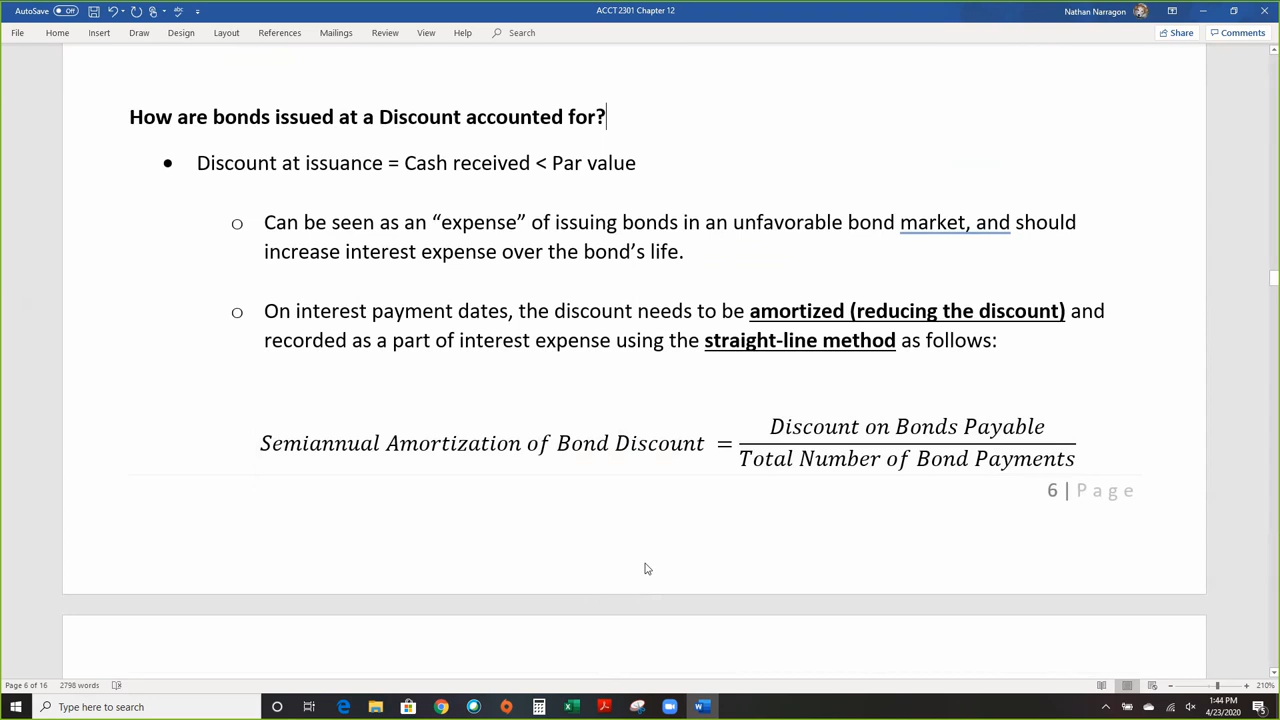 AutoSave Off
ACCT 2301 Chapter 12
Nathan Narragon
File Home Insert Draw Design Layout References Mailings Review View Help Search Share Comments
How are bonds issued at a Discount accounted for?
• Discount at issuance = Cash received < Par value
o Can be seen as an “expense” of issuing bonds in an unfavorable bond market, and should
increase interest expense over the bond’s life.
o On interest payment dates, the discount needs to be amortized (reducing the discount) and
recorded as a part of interest expense using the straight-line method as follows:
Semiannual Amortization of Bond Discount = Discount on Bonds Payable
Total Number of Bond Payments
6 | Page
Page 6 of 16 2798 words 210%
Type here to search 1:44 PM
4/23/2020